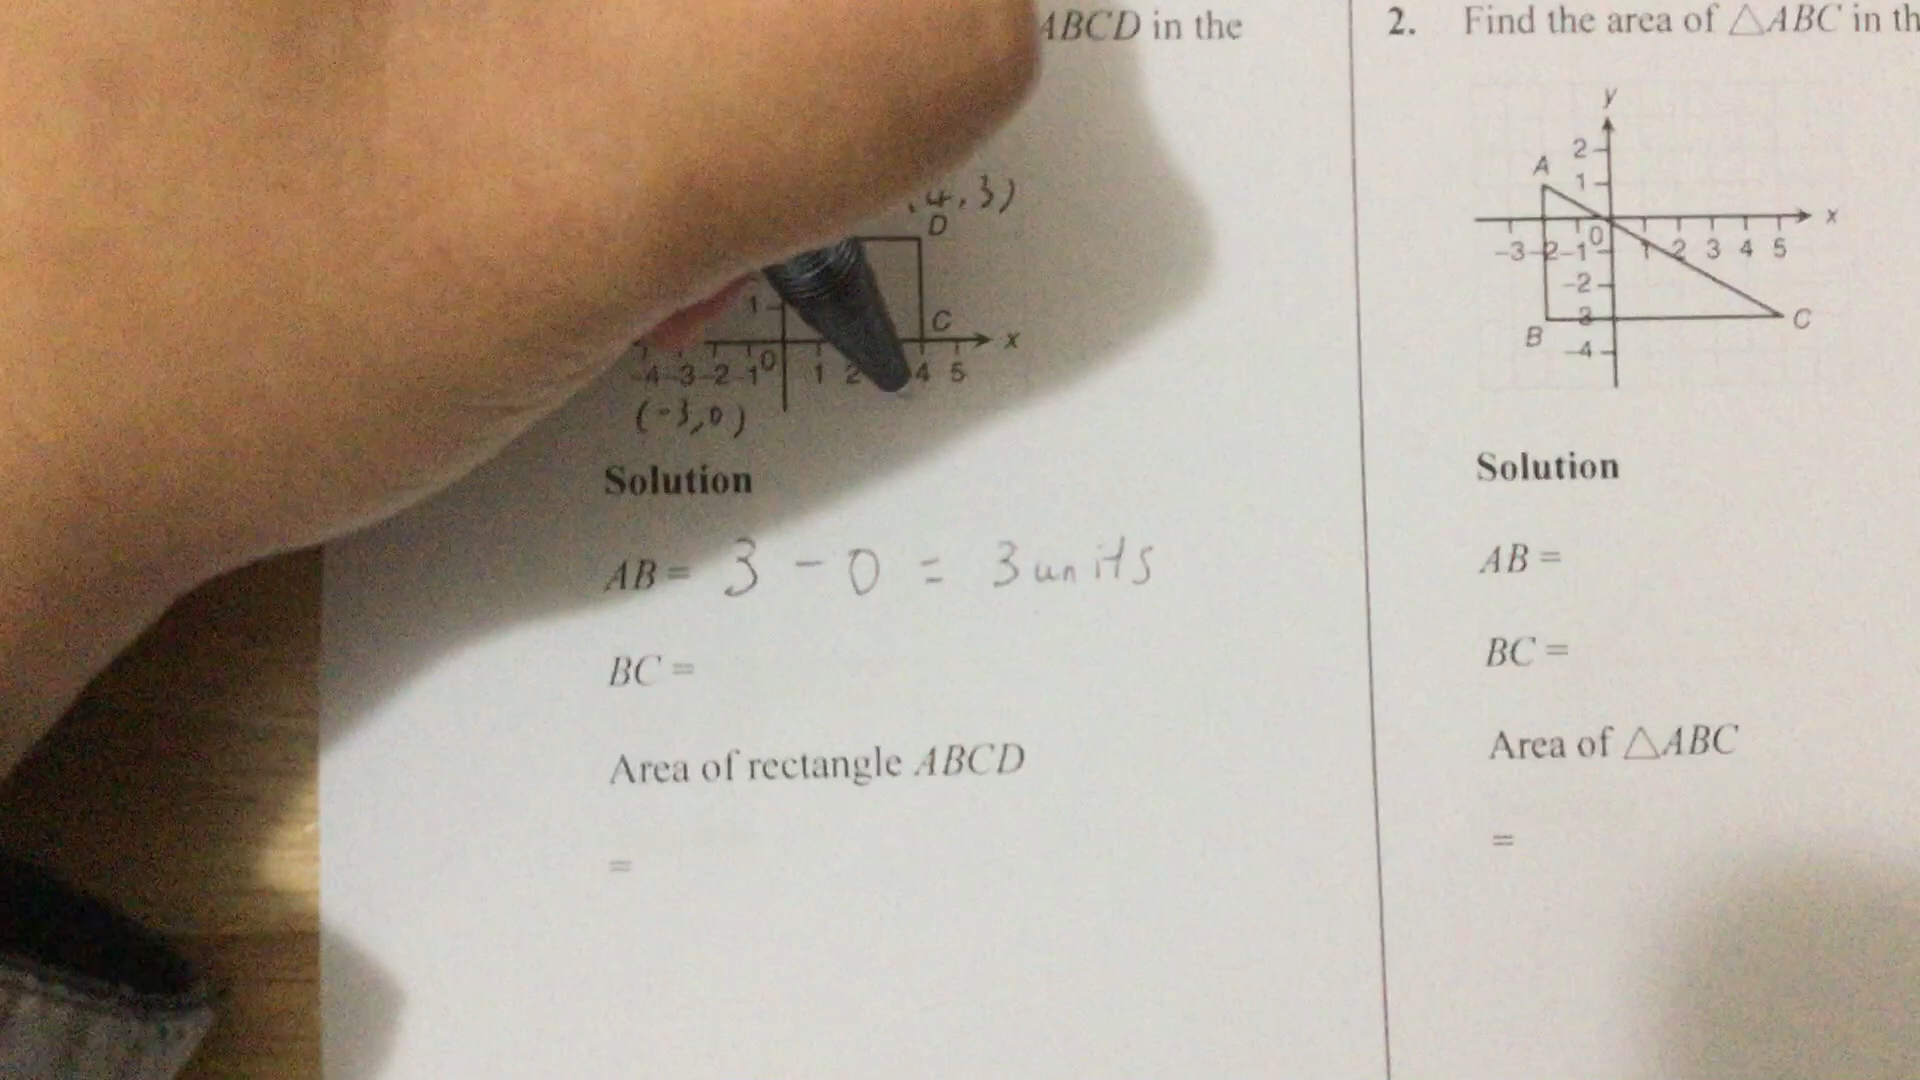 ABCD in the
4, 3)
D
1
C
x
-4 -3 -2 -1 0 1 2 4 5
(-3,0)
Solution
AB = 3 - 0 = 3 units
BC =
Area of rectangle ABCD
=
2. Find the area of △ABC in th
y
2
A
1
x
-3 -2 -1 0 1 2 3 4 5
-2
3
C
B
-4
Solution
AB =
BC =
Area of △ABC
=